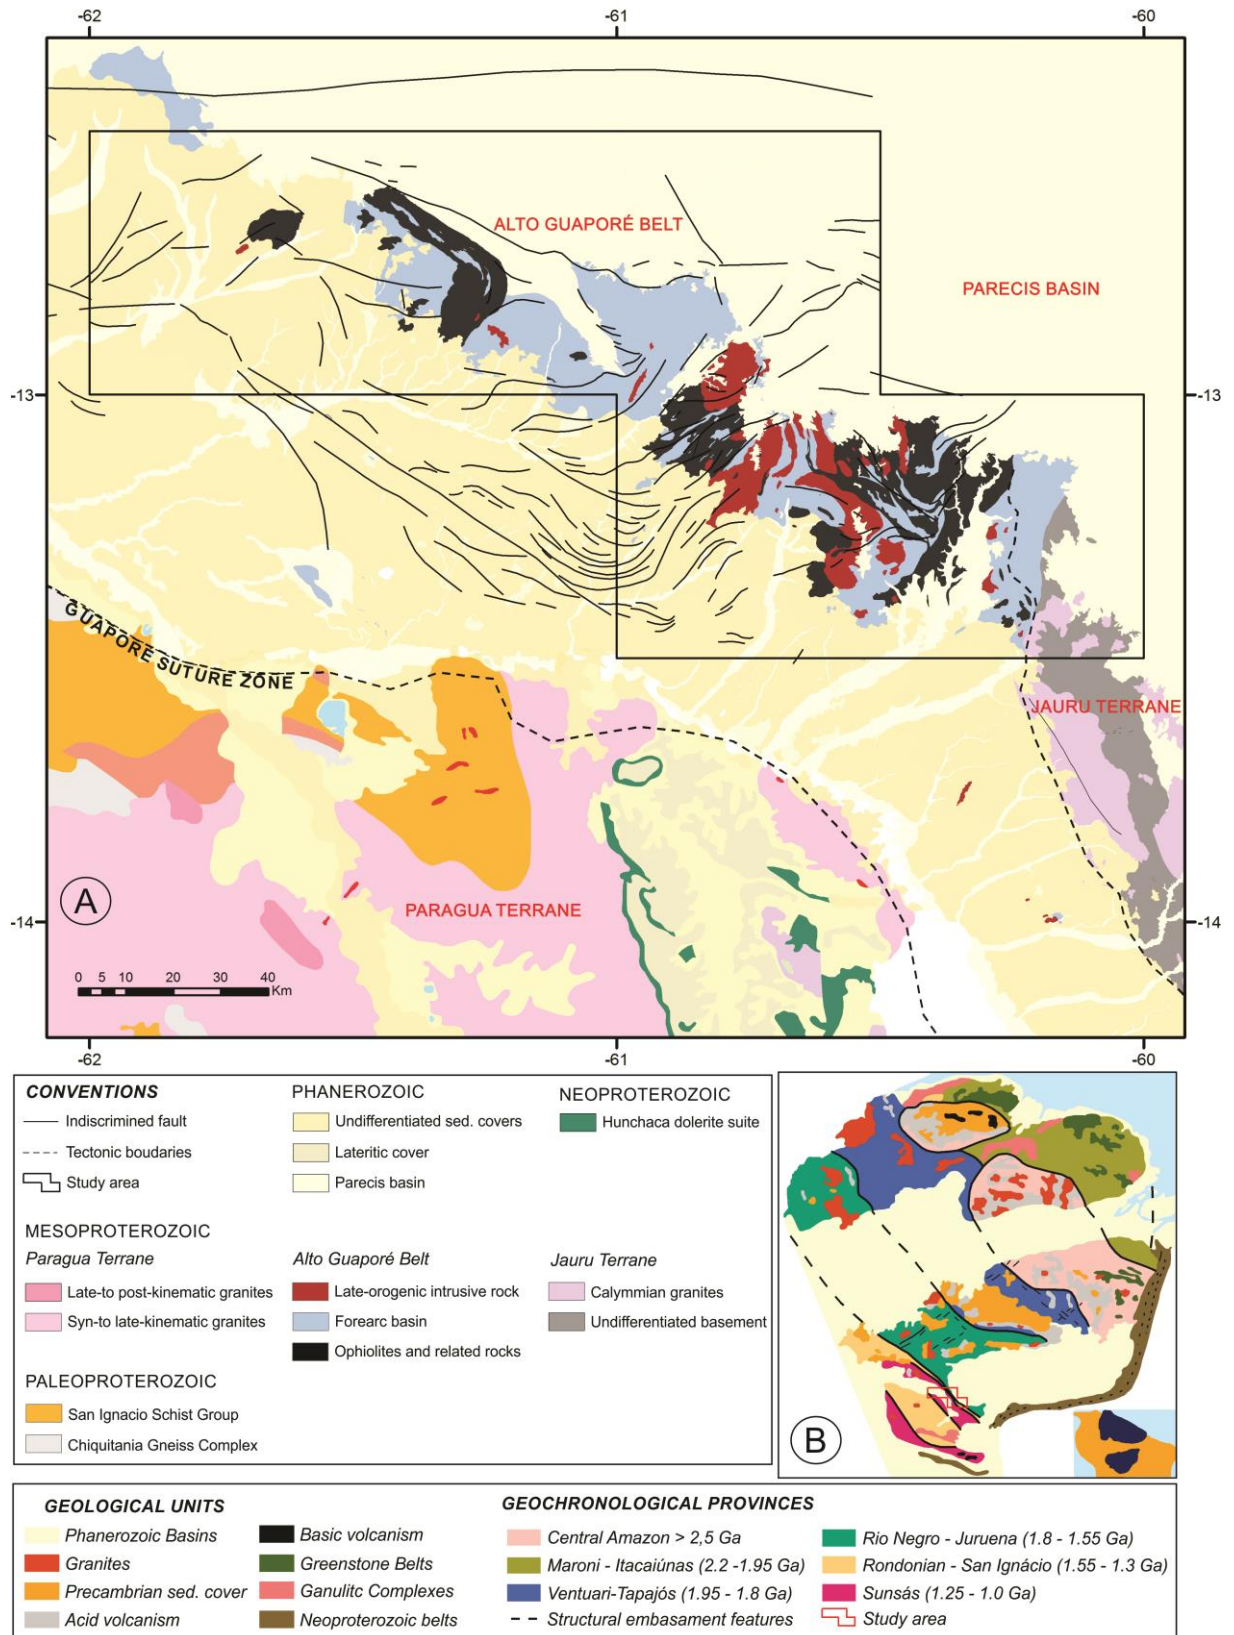 -62
-61
-60
ALTO GUAPORÉ BELT
PARECIS BASIN
-13
-13
GUAPORÉ SUTURE ZONE
JAURU TERRANE
A
PARAGUA TERRANE
-14
-14
0 5 10 20 30 40
Km
-62
-61
-60
CONVENTIONS
Indiscrimined fault
Tectonic boudaries
Study area
PHANEROZOIC
Undifferentiated sed. covers
Lateritic cover
Parecis basin
NEOPROTEROZOIC
Hunchaca dolerite suite
MESOPROTEROZOIC
Paragua Terrane
Late-to post-kinematic granites
Syn-to late-kinematic granites
Alto Guaporé Belt
Late-orogenic intrusive rock
Forearc basin
Ophiolites and related rocks
Jauru Terrane
Calymmian granites
Undifferentiated basement
PALEOPROTEROZOIC
San Ignacio Schist Group
Chiquitania Gneiss Complex
B
GEOLOGICAL UNITS
Phanerozoic Basins
Granites
Precambrian sed. cover
Acid volcanism
Basic volcanism
Greenstone Belts
Ganulitc Complexes
Neoproterozoic belts
GEOCHRONOLOGICAL PROVINCES
Central Amazon > 2,5 Ga
Maroni - Itacaiúnas (2.2 -1.95 Ga)
Ventuari-Tapajós (1.95 - 1.8 Ga)
Structural embasament features
Rio Negro - Juruena (1.8 - 1.55 Ga)
Rondonian - San Ignácio (1.55 - 1.3 Ga)
Sunsás (1.25 - 1.0 Ga)
Study area